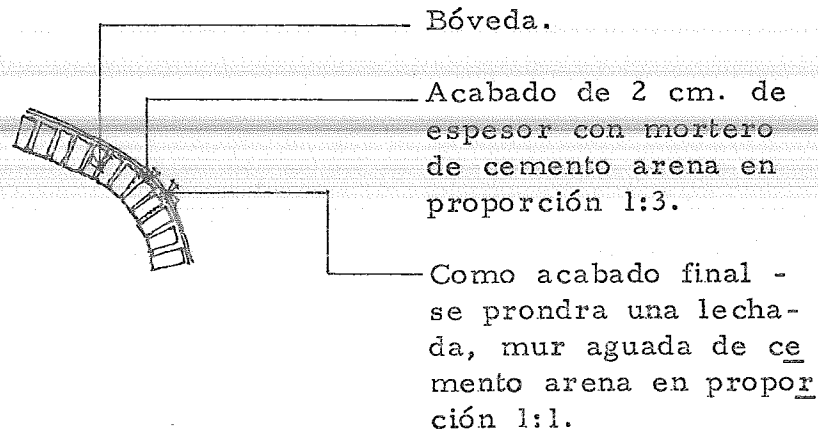 Bóveda.
Acabado de 2 cm. de
espesor con mortero
de cemento arena en
proporción 1:3.
Como acabado final -
se prondra una lecha-
da, mur aguada de ce
mento arena en propor
ción 1:1.